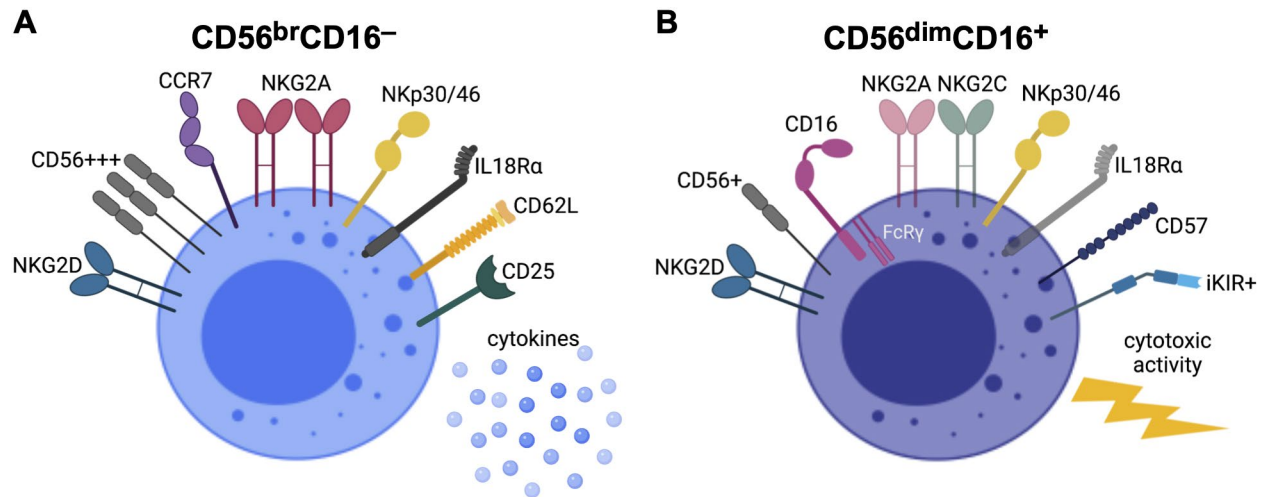 A
CD56brCD16–
CCR7
NKG2A
NKp30/46
CD56+++
IL18Rα
CD62L
NKG2D
CD25
cytokines
B
CD56dimCD16+
NKG2A NKG2C
NKp30/46
CD16
IL18Rα
CD56+
CD57
FcRγ
NKG2D
iKIR+
cytotoxic
activity